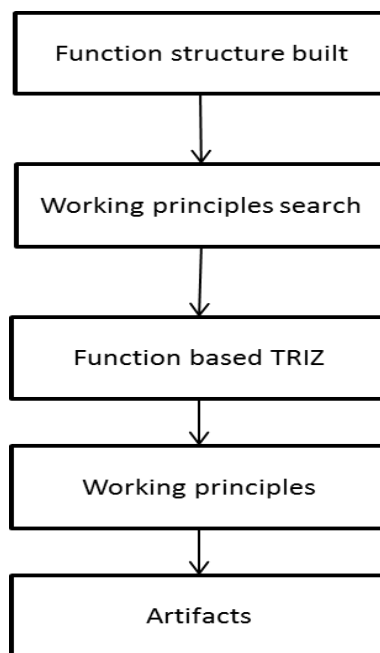 Function structure built
Working principles search
Function based TRIZ
Working principles
Artifacts